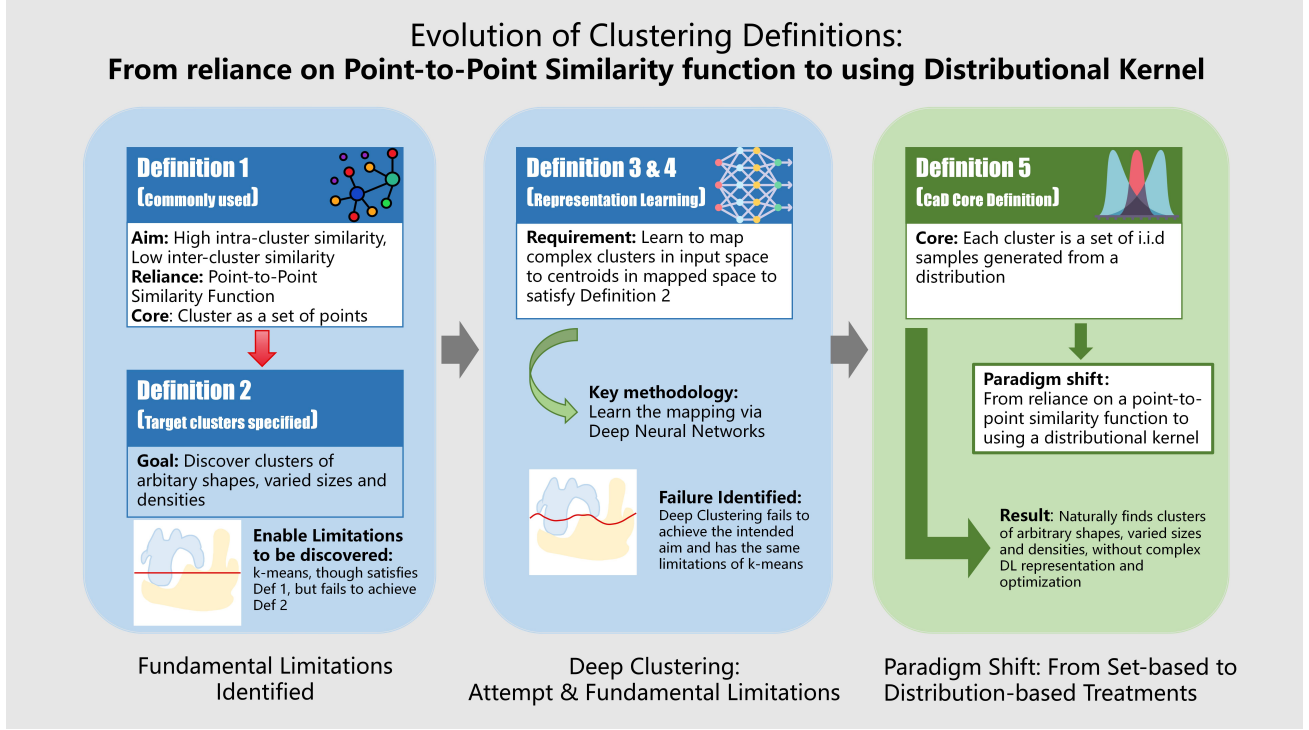 Evolution of Clustering Definitions:
From reliance on Point-to-Point Similarity function to using Distributional Kernel
Definition 1
(Commonly used)
Aim: High intra-cluster similarity,
Low inter-cluster similarity
Reliance: Point-to-Point
Similarity Function
Core: Cluster as a set of points
Definition 2
(Target clusters specified)
Goal: Discover clusters of
arbitary shapes, varied sizes and
densities
Enable Limitations
to be discovered:
k-means, though satisfies
Def 1, but fails to achieve
Def 2
Fundamental Limitations
Identified
Definition 3 & 4
(Representation Learning)
Requirement: Learn to map
complex clusters in input space
to centroids in mapped space to
satisfy Definition 2
Key methodology:
Learn the mapping via
Deep Neural Networks
Failure Identified:
Deep Clustering fails to
achieve the intended
aim and has the same
limitations of k-means
Deep Clustering:
Attempt & Fundamental Limitations
Definition 5
(CaD Core Definition)
Core: Each cluster is a set of i.i.d
samples generated from a
distribution
Paradigm shift:
From reliance on a point-to-
point similarity function to
using a distributional kernel
Result: Naturally finds clusters
of arbitrary shapes, varied sizes
and densities, without complex
DL representation and
optimization
Paradigm Shift: From Set-based to
Distribution-based Treatments